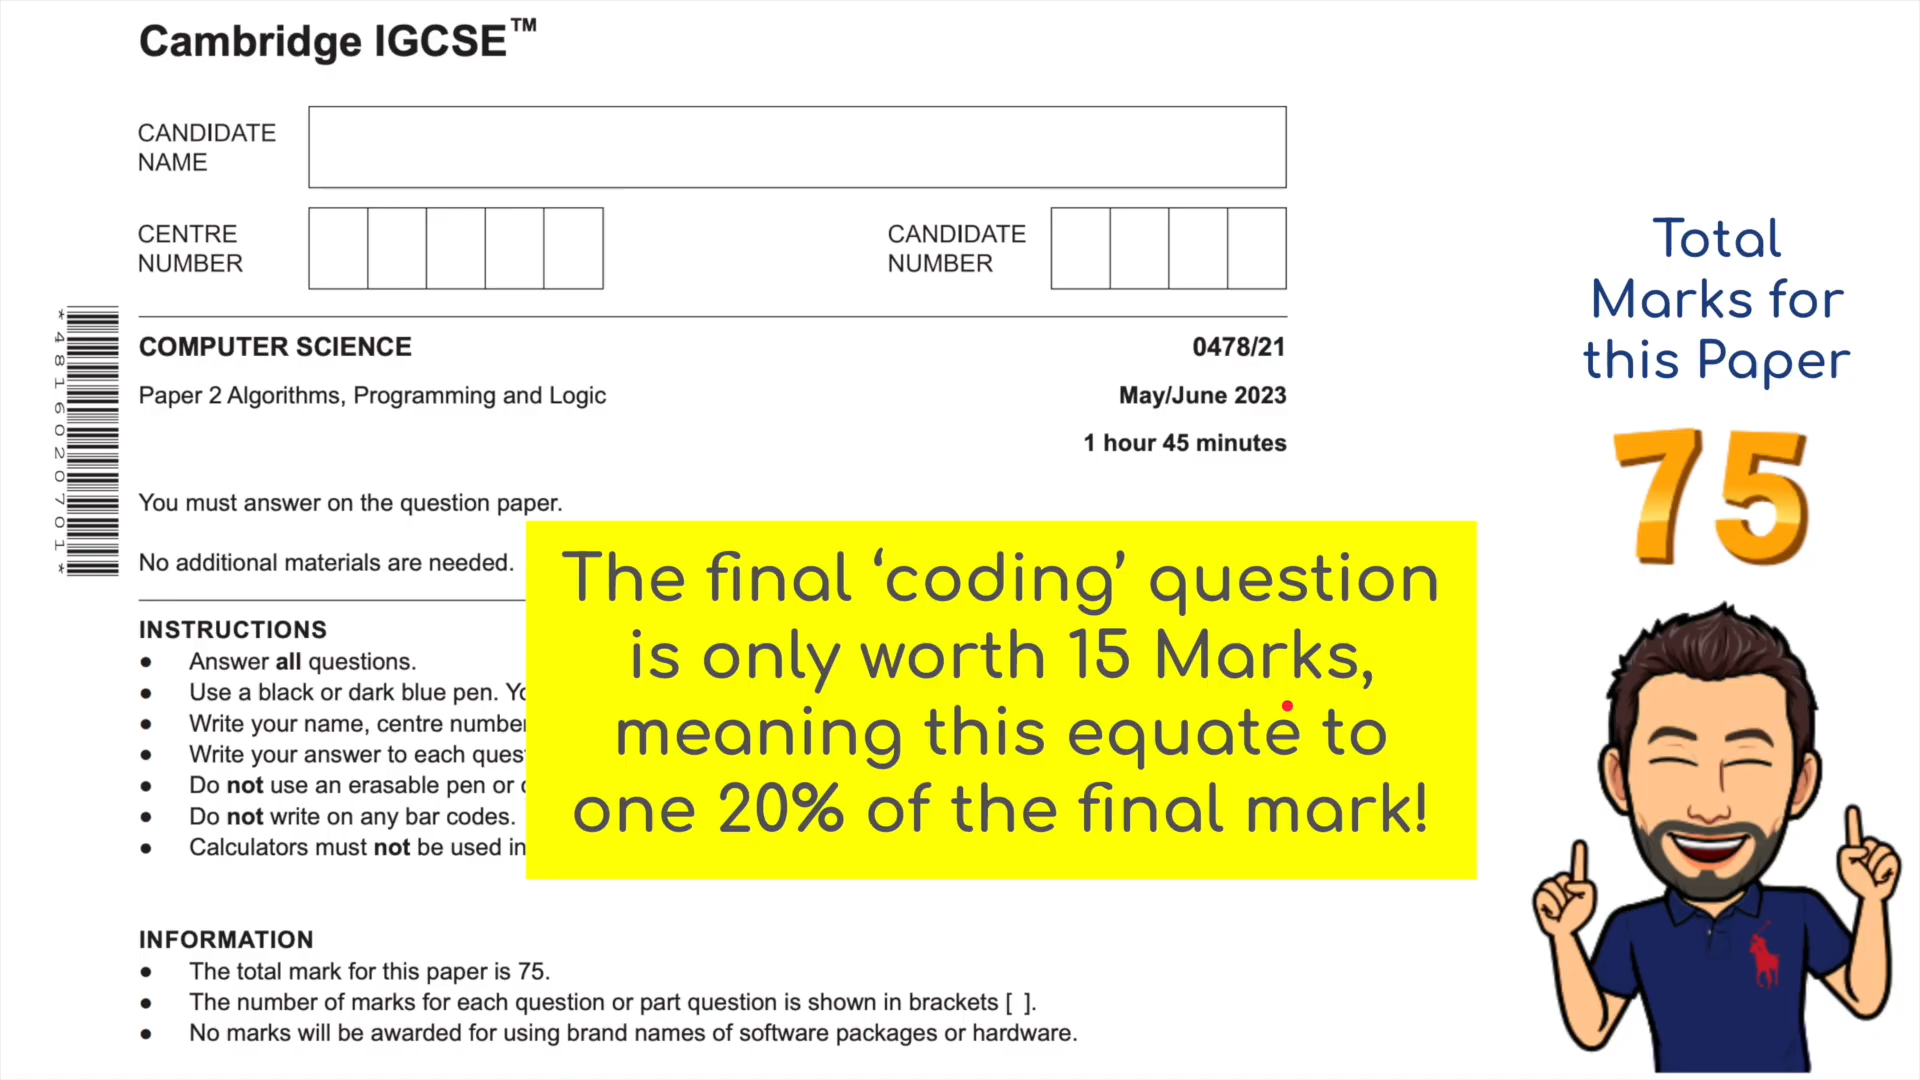 Cambridge IGCSE™
CANDIDATE
NAME
CENTRE
NUMBER
CANDIDATE
NUMBER
*4816020701*
COMPUTER SCIENCE
0478/21
Paper 2 Algorithms, Programming and Logic
May/June 2023
1 hour 45 minutes
You must answer on the question paper.
No additional materials are needed.
INSTRUCTIONS
● Answer all questions.
● Use a black or dark blue pen.
● Write your name, centre number
● Write your answer to each
● Do not use an erasable pen or
● Do not write on any bar codes.
● Calculators must not be used in
INFORMATION
● The total mark for this paper is 75.
● The number of marks for each question or part question is shown in brackets [ ].
● No marks will be awarded for using brand names of software packages or hardware.
The final ‘coding’ question
is only worth 15 Marks,
meaning this equate to
one 20% of the final mark!
Total
Marks for
this Paper
75